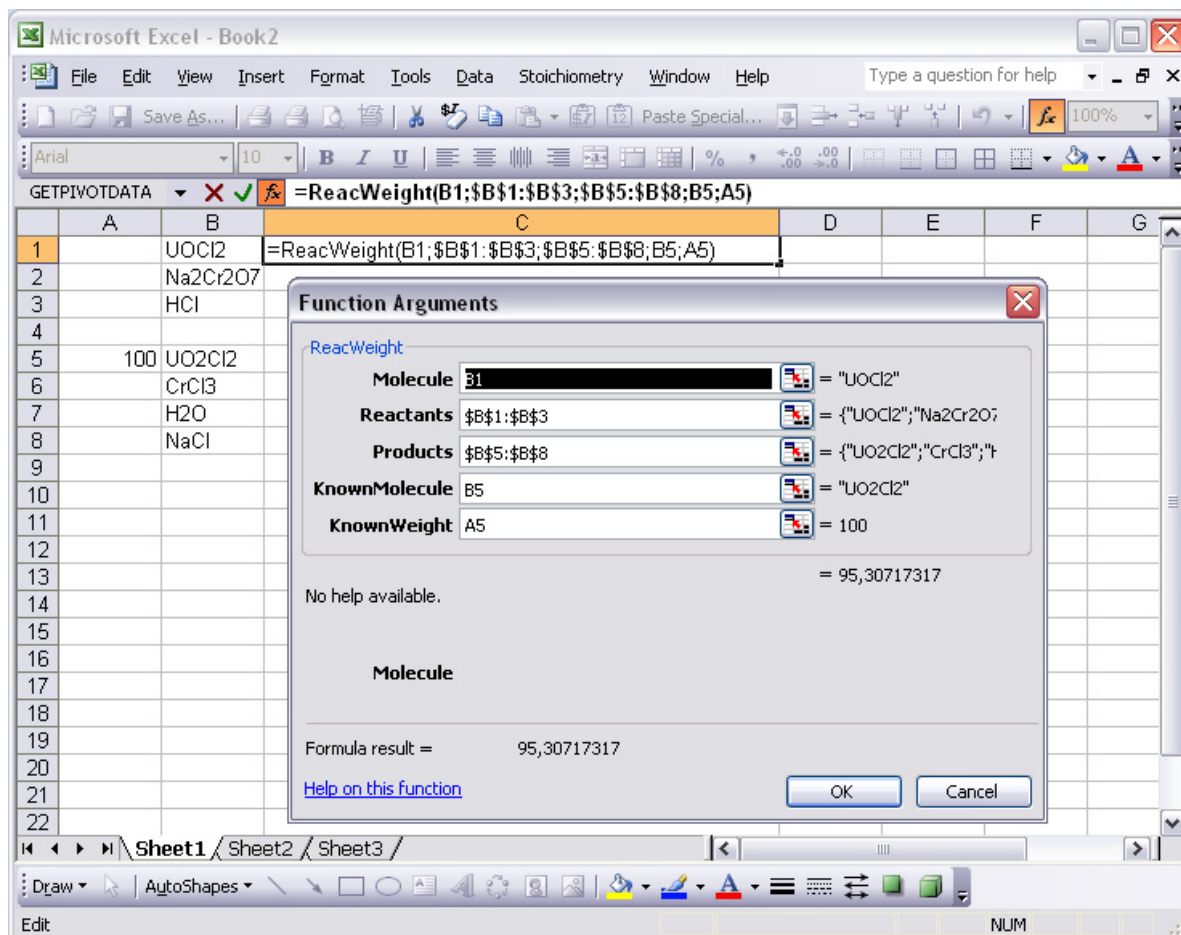 Microsoft Excel - Book2
File Edit View Insert Format Tools Data Stoichiometry Window Help Type a question for help
Save As... Paste Special... 100%
Arial 10 B I U
GETPIVOTDATA =ReacWeight(B1;$B$1:$B$3;$B$5:$B$8;B5;A5)
A B C D E F G
1 UOCl2 =ReacWeight(B1;$B$1:$B$3;$B$5:$B$8;B5;A5)
2 Na2Cr2O7
3 HCl
4
5 100 UO2Cl2
6 CrCl3
7 H2O
8 NaCl
9
10
11
12
13
14
15
16
17
18
19
20
21
22
Function Arguments
ReacWeight
Molecule B1 = "UOCl2"
Reactants $B$1:$B$3 = {"UOCl2";"Na2Cr2O7
Products $B$5:$B$8 = {"UO2Cl2";"CrCl3";"H
KnownMolecule B5 = "UO2Cl2"
KnownWeight A5 = 100
= 95,30717317
No help available.
Molecule
Formula result = 95,30717317
Help on this function OK Cancel
Sheet1 Sheet2 Sheet3
Draw AutoShapes
Edit NUM